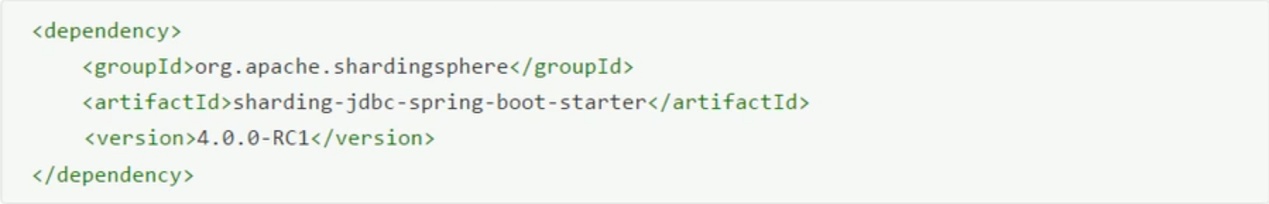 <dependency>
    <groupId>org.apache.shardingsphere</groupId>
    <artifactId>sharding-jdbc-spring-boot-starter</artifactId>
    <version>4.0.0-RC1</version>
</dependency>